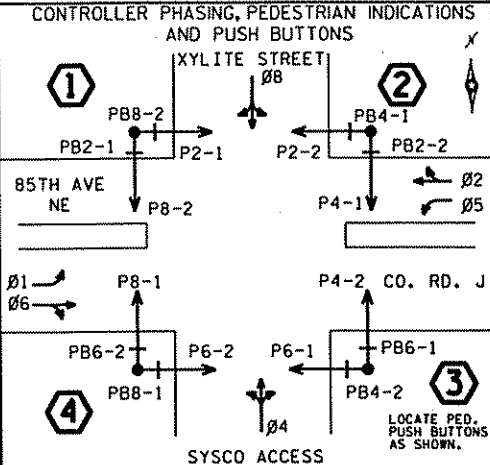 CONTROLLER PHASING, PEDESTRIAN INDICATIONS
AND PUSH BUTTONS
XYLITE STREET
N
1
Ø8
2
PB8-2
PB4-1
PB2-1
P2-1
P2-2
PB2-2
85TH AVE
NE
P8-2
P4-1
Ø2
Ø5
Ø1
P8-1
P4-2
CO. RD. J
Ø6
PB6-2
P6-2
P6-1
PB6-1
PB8-1
PB4-2
4
Ø4
3
LOCATE PED.
PUSH BUTTONS
AS SHOWN.
SYSCO ACCESS